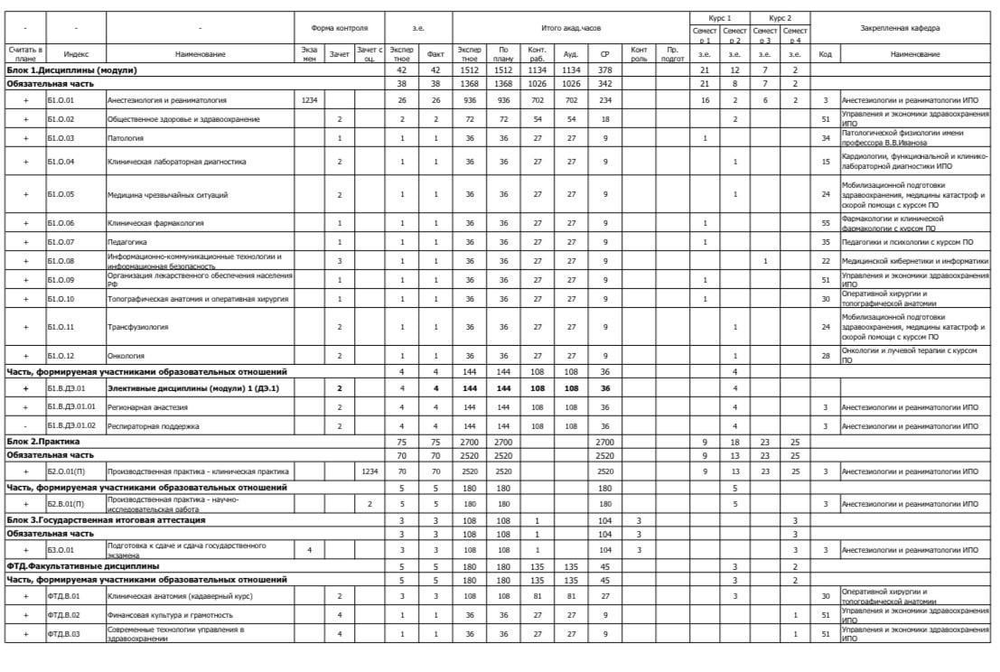 - - - Форма контроля з.е. Итого акад.часов Курс 1 Курс 2 Закрепленная кафедра
Семест р 1 Семест р 2 Семест р 3 Семест р 4
Считать в плане Индекс Наименование Экза мен Зачет Зачет с оц. Экспер тное Факт Экспер тное По плану Конт. раб. Ауд. СР Конт роль Пр. подгот з.е. з.е. з.е. з.е. Код Наименование
Блок 1.Дисциплины (модули) 42 42 1512 1512 1134 1134 378 21 12 7 2
Обязательная часть 38 38 1368 1368 1026 1026 342 21 8 7 2
+ Б1.О.01 Анестезиология и реаниматология 1234 26 26 936 936 702 702 234 16 2 6 2 3 Анестезиологии и реаниматологии ИПО
+ Б1.О.02 Общественное здоровье и здравоохранение 2 2 2 72 72 54 54 18 2 51 Управления и экономики здравоохранения ИПО
+ Б1.О.03 Патология 1 1 1 36 36 27 27 9 1 34 Патологической физиологии имени профессора В.В.Иванова
+ Б1.О.04 Клиническая лабораторная диагностика 2 1 1 36 36 27 27 9 1 15 Кардиологии, функциональной и клинико-лабораторной диагностики ИПО
+ Б1.О.05 Медицина чрезвычайных ситуаций 2 1 1 36 36 27 27 9 1 24 Мобилизационной подготовки здравоохранения, медицины катастроф и скорой помощи с курсом ПО
+ Б1.О.06 Клиническая фармакология 1 1 1 36 36 27 27 9 1 55 Фармакологии и клинической фармакологии с курсом ПО
+ Б1.О.07 Педагогика 1 1 1 36 36 27 27 9 1 35 Педагогики и психологии с курсом ПО
+ Б1.О.08 Информационно-коммуникационные технологии и информационная безопасность 3 1 1 36 36 27 27 9 1 22 Медицинской кибернетики и информатики
+ Б1.О.09 Организация лекарственного обеспечения населения РФ 1 1 1 36 36 27 27 9 1 51 Управления и экономики здравоохранения ИПО
+ Б1.О.10 Топографическая анатомия и оперативная хирургия 1 1 1 36 36 27 27 9 1 30 Оперативной хирургии и топографической анатомии
+ Б1.О.11 Трансфузиология 2 1 1 36 36 27 27 9 1 24 Мобилизационной подготовки здравоохранения, медицины катастроф и скорой помощи с курсом ПО
+ Б1.О.12 Онкология 2 1 1 36 36 27 27 9 1 28 Онкологии и лучевой терапии с курсом ПО
Часть, формируемая участниками образовательных отношений 4 4 144 144 108 108 36 4
+ Б1.В.ДЭ.01 Элективные дисциплины (модули) 1 (ДЭ.1) 2 4 4 144 144 108 108 36 4
+ Б1.В.ДЭ.01.01 Регионарная анастезия 2 4 4 144 144 108 108 36 4 3 Анестезиологии и реаниматологии ИПО
- Б1.В.ДЭ.01.02 Респираторная поддержка 2 4 4 144 144 108 108 36 4 3 Анестезиологии и реаниматологии ИПО
Блок 2.Практика 75 75 2700 2700 2700 9 18 23 25
Обязательная часть 70 70 2520 2520 2520 9 13 23 25
+ Б2.О.01(П) Производственная практика - клиническая практика 1234 70 70 2520 2520 2520 9 13 23 25 3 Анестезиологии и реаниматологии ИПО
Часть, формируемая участниками образовательных отношений 5 5 180 180 180 5
+ Б2.В.01(П) Производственная практика - научно-исследовательская работа 2 5 5 180 180 180 5 3 Анестезиологии и реаниматологии ИПО
Блок 3.Государственная итоговая аттестация 3 3 108 108 1 104 3 3
Обязательная часть 3 3 108 108 1 104 3 3
+ Б3.О.01 Подготовка к сдаче и сдача государственного экзамена 4 3 3 108 108 1 104 3 3 3 Анестезиологии и реаниматологии ИПО
ФТД.Факультативные дисциплины 5 5 180 180 135 135 45 3 2
Часть, формируемая участниками образовательных отношений 5 5 180 180 135 135 45 3 2
+ ФТД.В.01 Клиническая анатомия (кадаверный курс) 2 3 3 108 108 81 81 27 3 30 Оперативной хирургии и топографической анатомии
+ ФТД.В.02 Финансовая культура и грамотность 4 1 1 36 36 27 27 9 1 51 Управления и экономики здравоохранения ИПО
+ ФТД.В.03 Современные технологии управления в здравоохранении 4 1 1 36 36 27 27 9 1 51 Управления и экономики здравоохранения ИПО